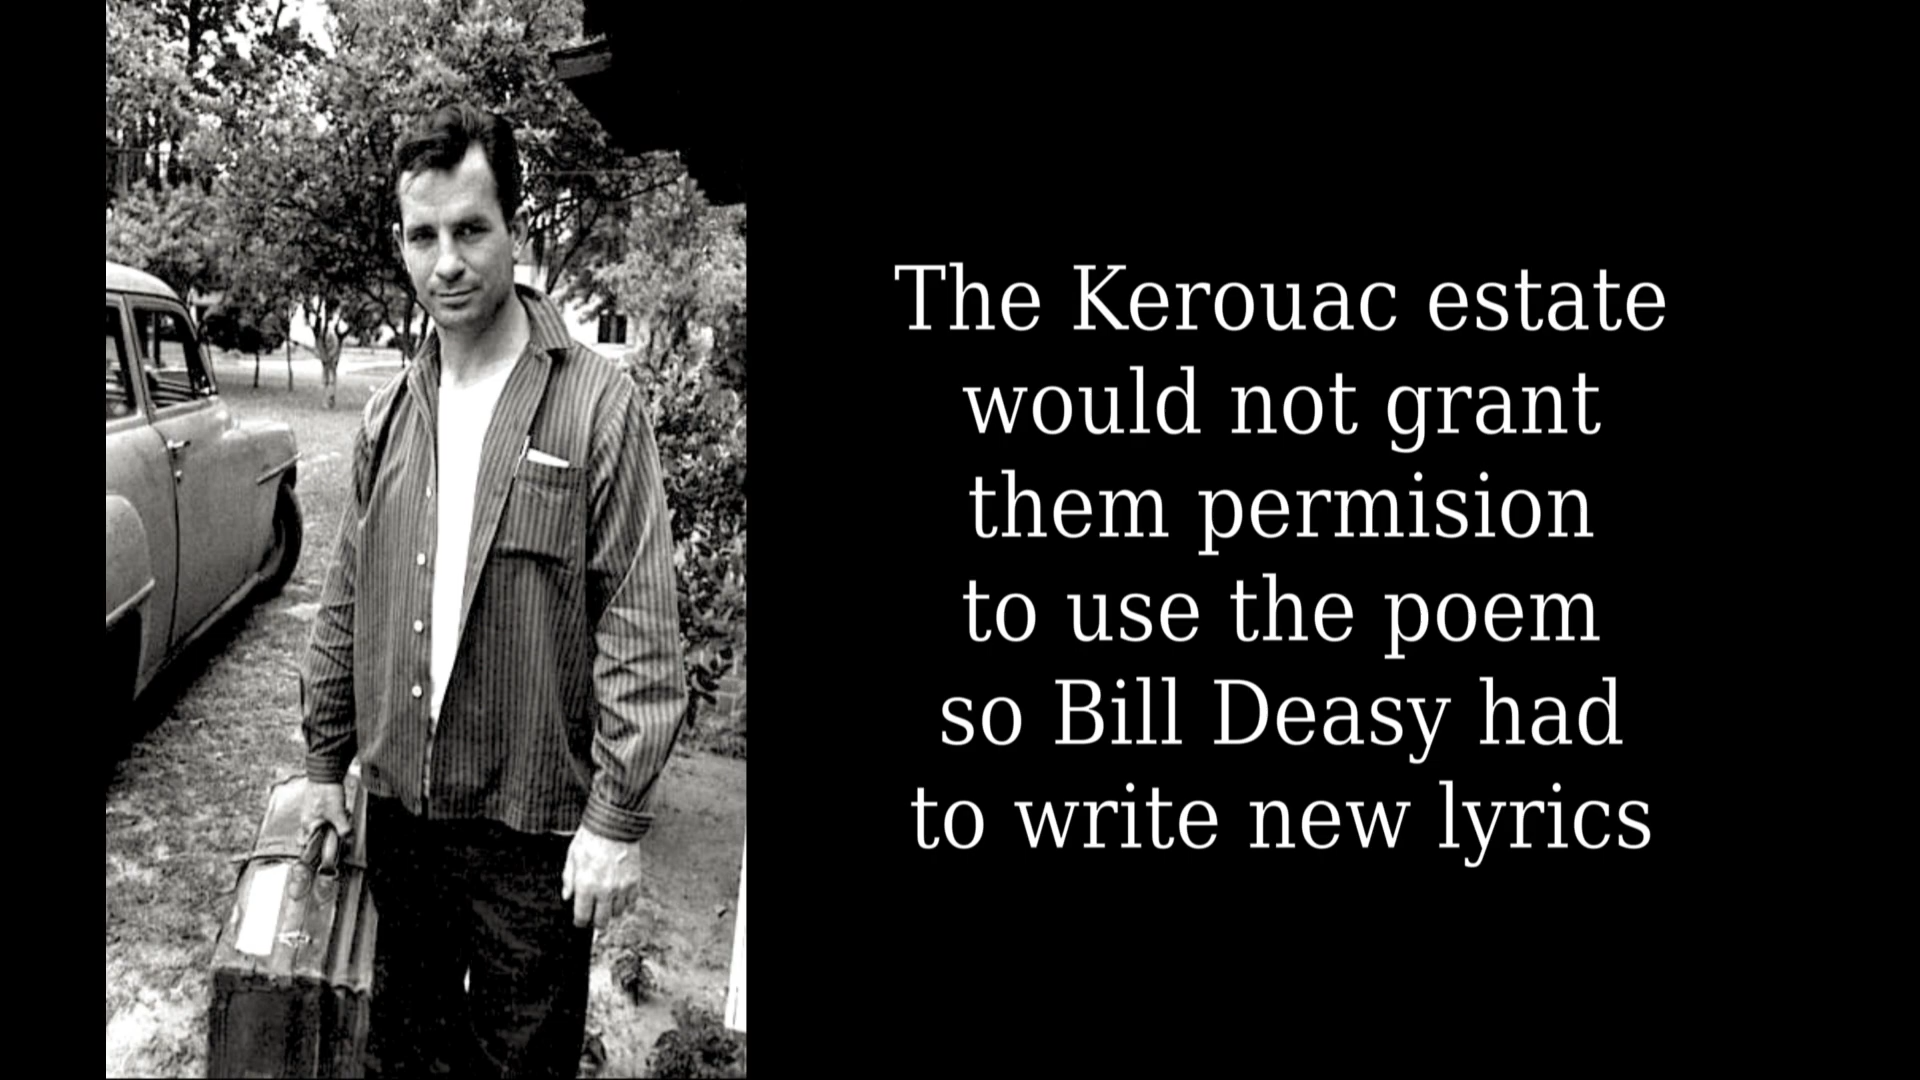 The Kerouac estate
would not grant
them permision
to use the poem
so Bill Deasy had
to write new lyrics